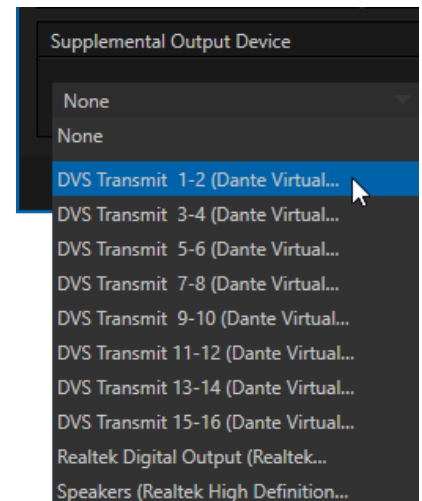 Supplemental Output Device
None
None
DVS Transmit  1-2 (Dante Virtual...
DVS Transmit  3-4 (Dante Virtual...
DVS Transmit  5-6 (Dante Virtual...
DVS Transmit  7-8 (Dante Virtual...
DVS Transmit  9-10 (Dante Virtual...
DVS Transmit 11-12 (Dante Virtual...
DVS Transmit 13-14 (Dante Virtual...
DVS Transmit 15-16 (Dante Virtual...
Realtek Digital Output (Realtek...
Speakers (Realtek High Definition...